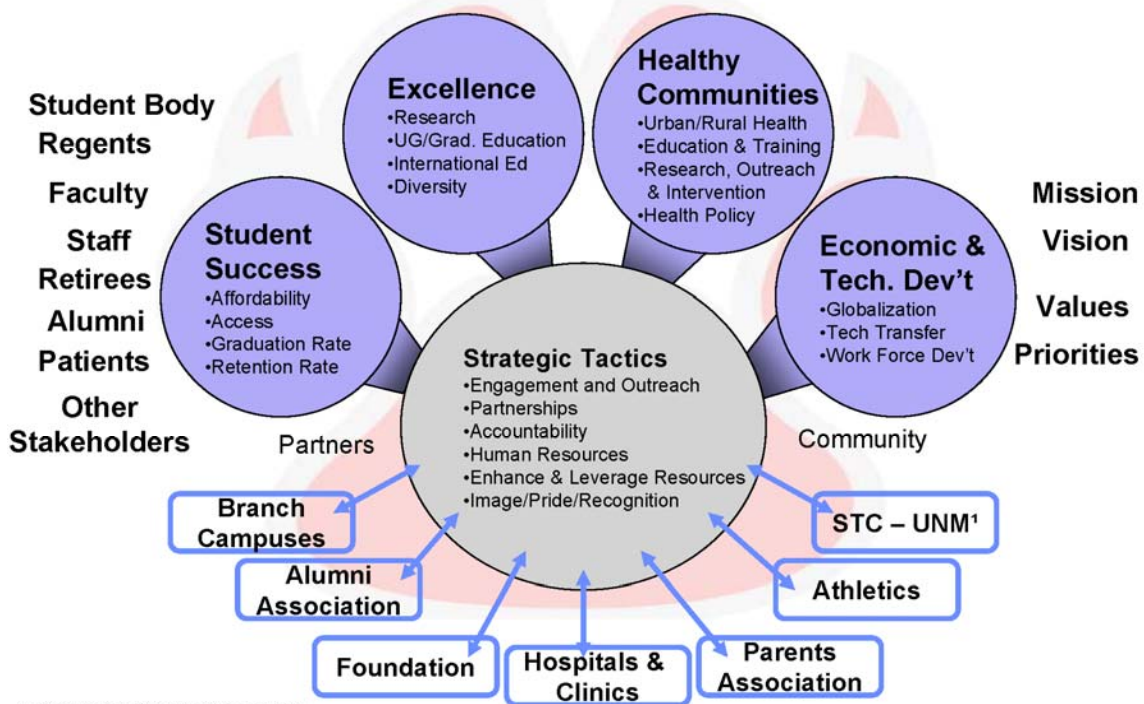 Student Body
Regents
Faculty
Staff
Retirees
Alumni
Patients
Other
Stakeholders
Student
Success
•Affordability
•Access
•Graduation Rate
•Retention Rate
Excellence
•Research
•UG/Grad. Education
•International Ed
•Diversity
Healthy
Communities
•Urban/Rural Health
•Education & Training
•Research, Outreach
& Intervention
•Health Policy
Economic &
Tech. Dev't
•Globalization
•Tech Transfer
•Work Force Dev't
Mission
Vision
Values
Priorities
Strategic Tactics
•Engagement and Outreach
•Partnerships
•Accountability
•Human Resources
•Enhance & Leverage Resources
•Image/Pride/Recognition
Partners
Community
Branch
Campuses
Alumni
Association
Foundation
Hospitals &
Clinics
Parents
Association
Athletics
STC – UNM¹